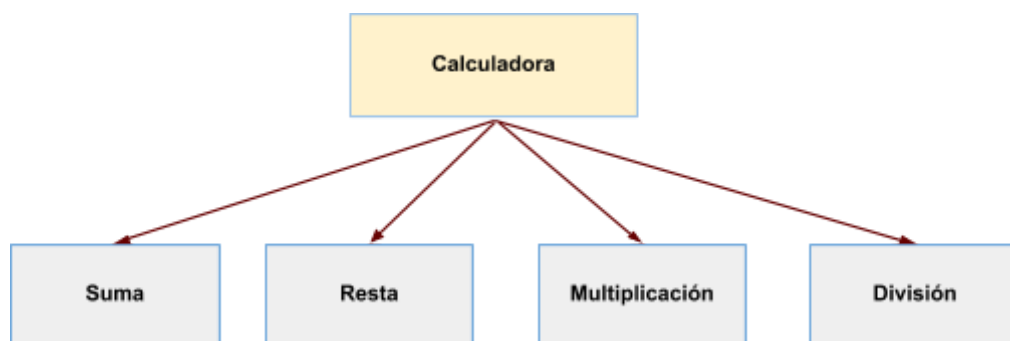 Calculadora
Suma
Resta
Multiplicación
División